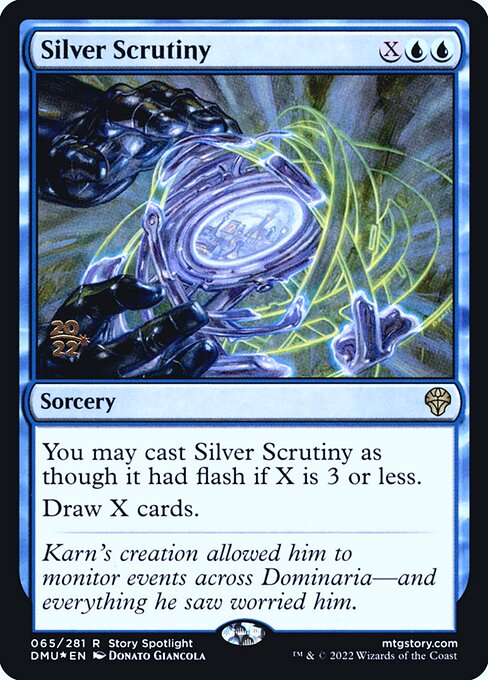 Silver Scrutiny X
20
22
Sorcery
You may cast Silver Scrutiny as
though it had flash if X is 3 or less.
Draw X cards.
Karn's creation allowed him to
monitor events across Dominaria—and
everything he saw worried him.
065/281 R Story Spotlight mtgstory.com
DMU★EN Donato Giancola ™ & © 2022 Wizards of the Coast